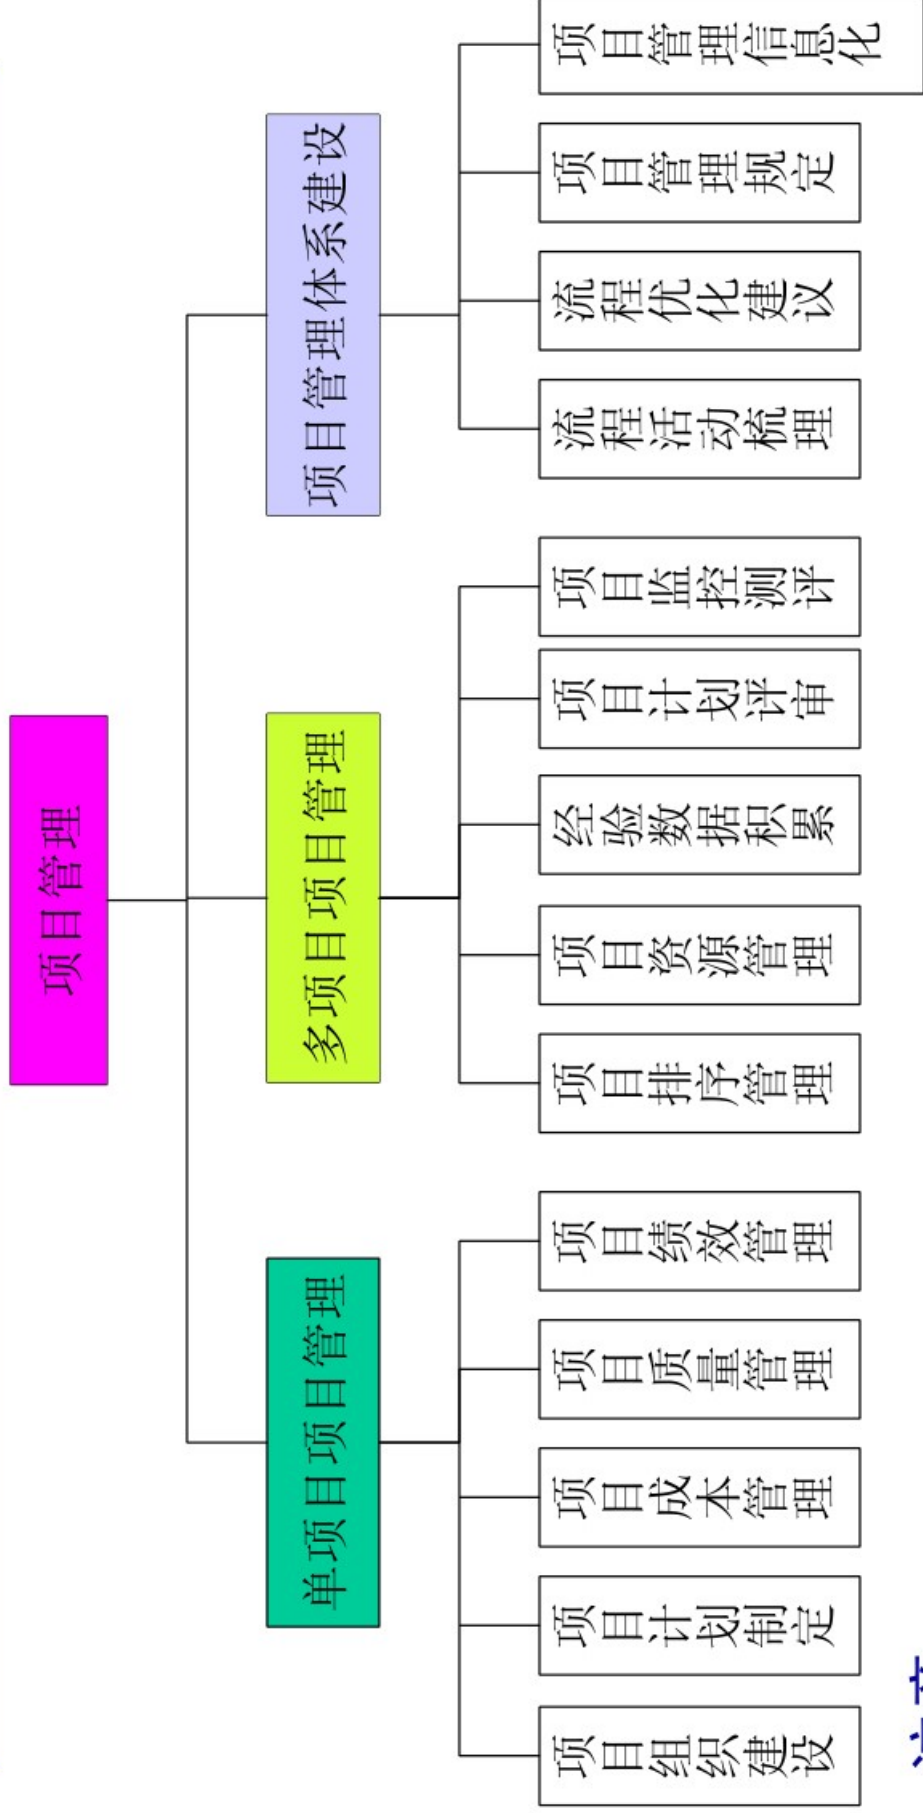 项目管理
单项目项目管理
多项目项目管理
项目管理体系建设
项目组织建设
项目计划制定
项目成本管理
项目质量管理
项目绩效管理
项目排序管理
项目资源管理
经验数据积累
项目计划评审
项目监控测评
流程活动梳理
流程优化建议
项目管理规定
项目管理信息化